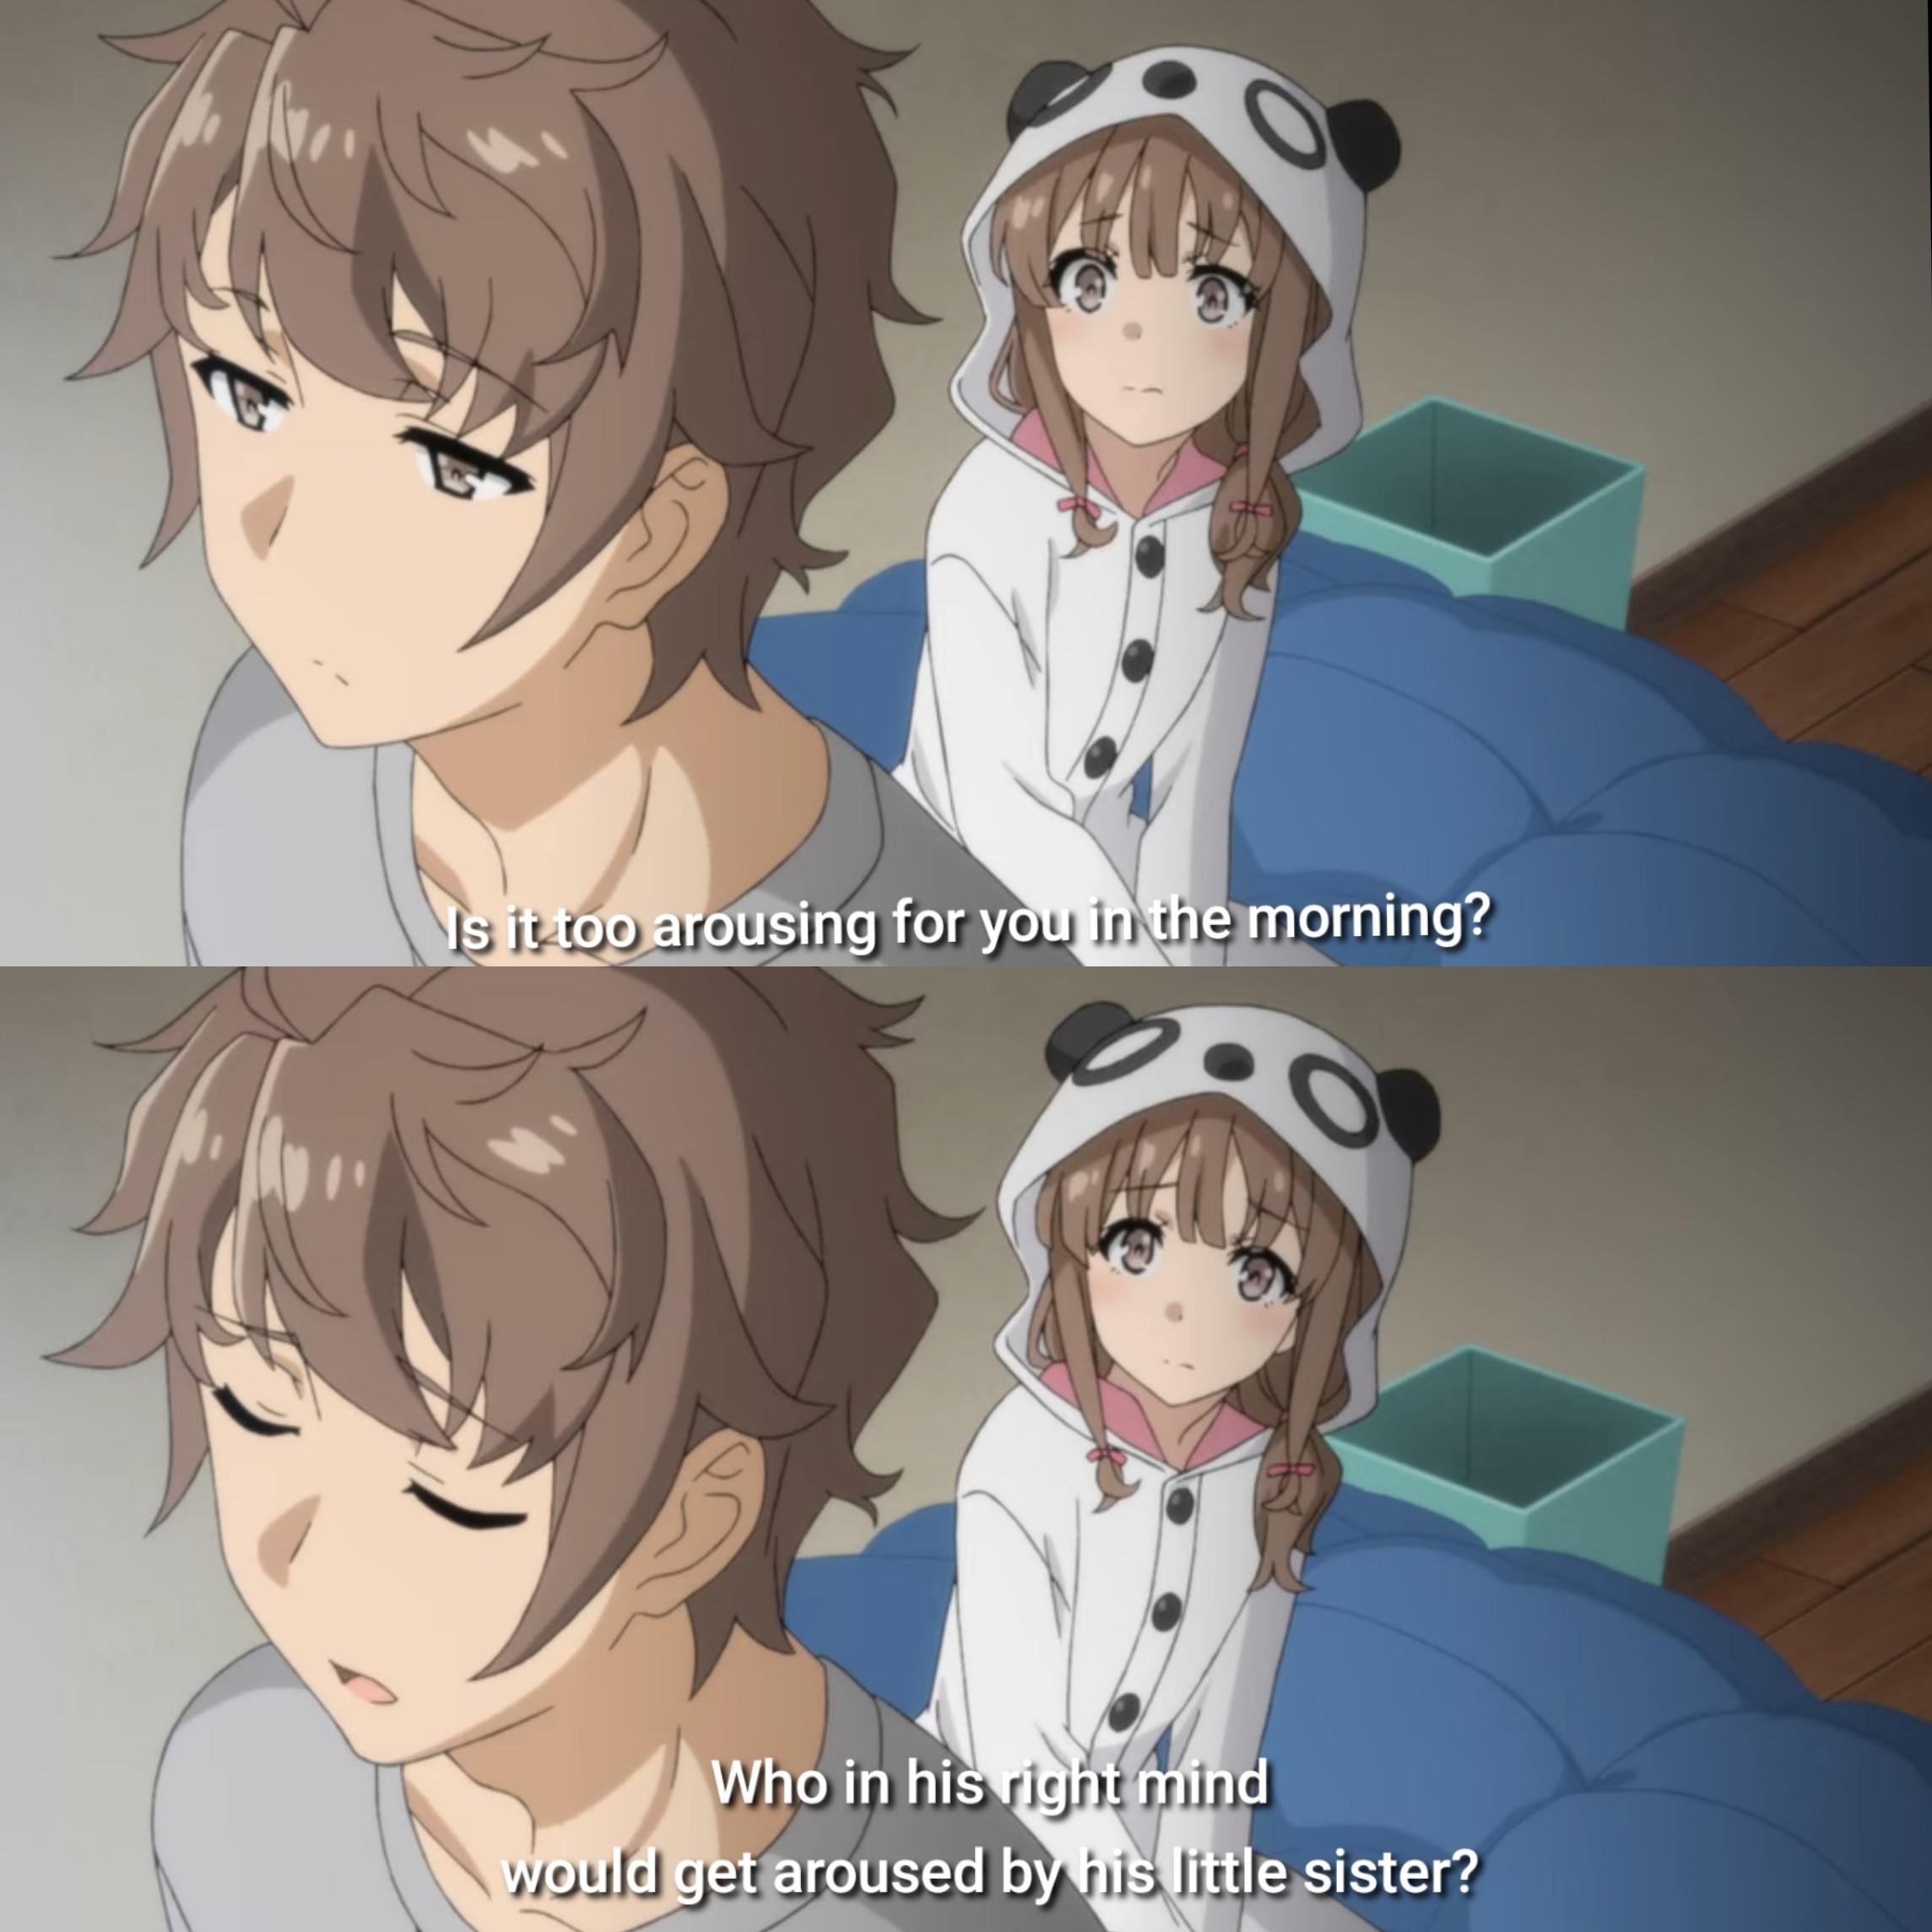 Is it too arousing for you in the morning?
Who in his right mind
would get aroused by his little sister?